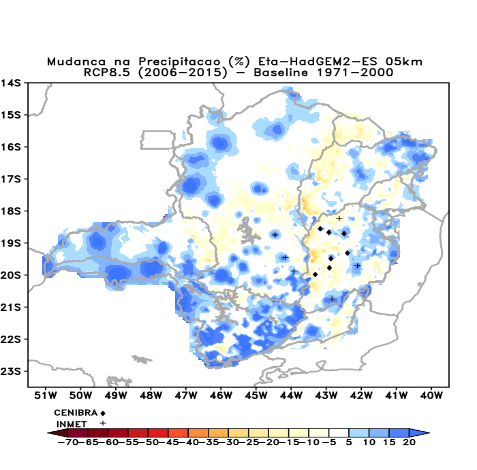 Mudanca na Precipitacao (%) Eta-HadGEM2-ES 05km
RCP8.5 (2006-2015) - Baseline 1971-2000
14S
15S
16S
17S
18S
19S
20S
21S
22S
23S
51W 50W 49W 48W 47W 46W 45W 44W 43W 42W 41W 40W
CENIBRA
INMET
-70 -65 -60 -55 -50 -45 -40 -35 -30 -25 -20 -15 -10 -5 5 10 15 20